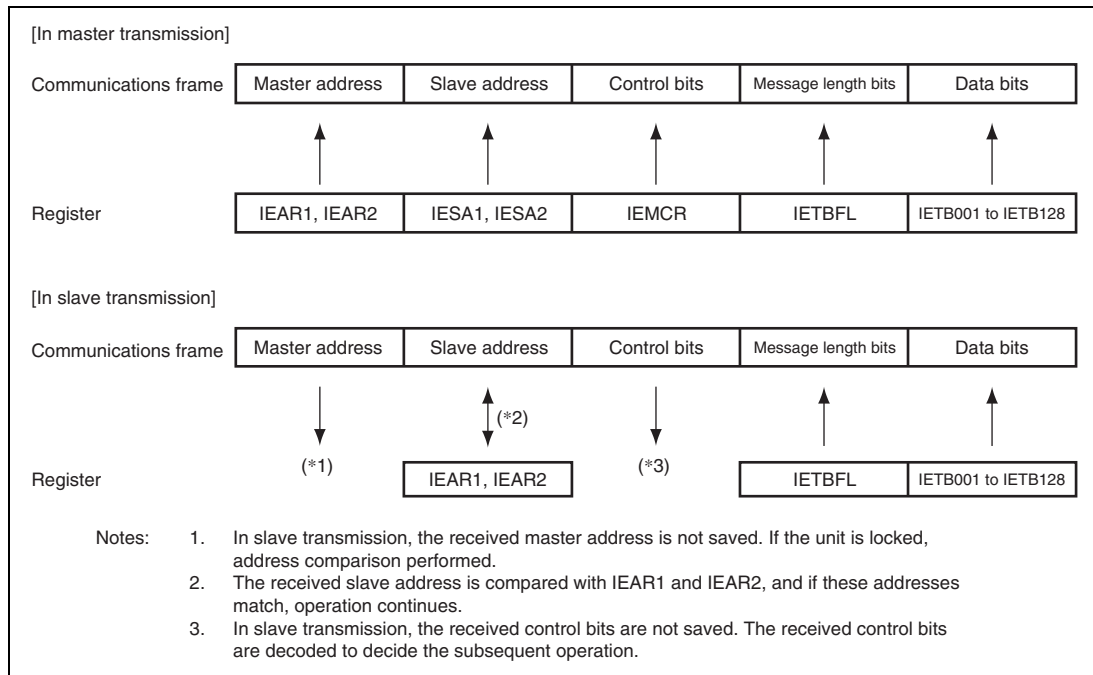 [In master transmission]
Communications frame Master address Slave address Control bits Message length bits Data bits
Register IEAR1, IEAR2 IESA1, IESA2 IEMCR IETBFL IETB001 to IETB128
[In slave transmission]
Communications frame Master address Slave address Control bits Message length bits Data bits
(*2)
(*1) (*3)
Register IEAR1, IEAR2 IETBFL IETB001 to IETB128
Notes: 1. In slave transmission, the received master address is not saved. If the unit is locked,
address comparison performed.
2. The received slave address is compared with IEAR1 and IEAR2, and if these addresses
match, operation continues.
3. In slave transmission, the received control bits are not saved. The received control bits
are decoded to decide the subsequent operation.